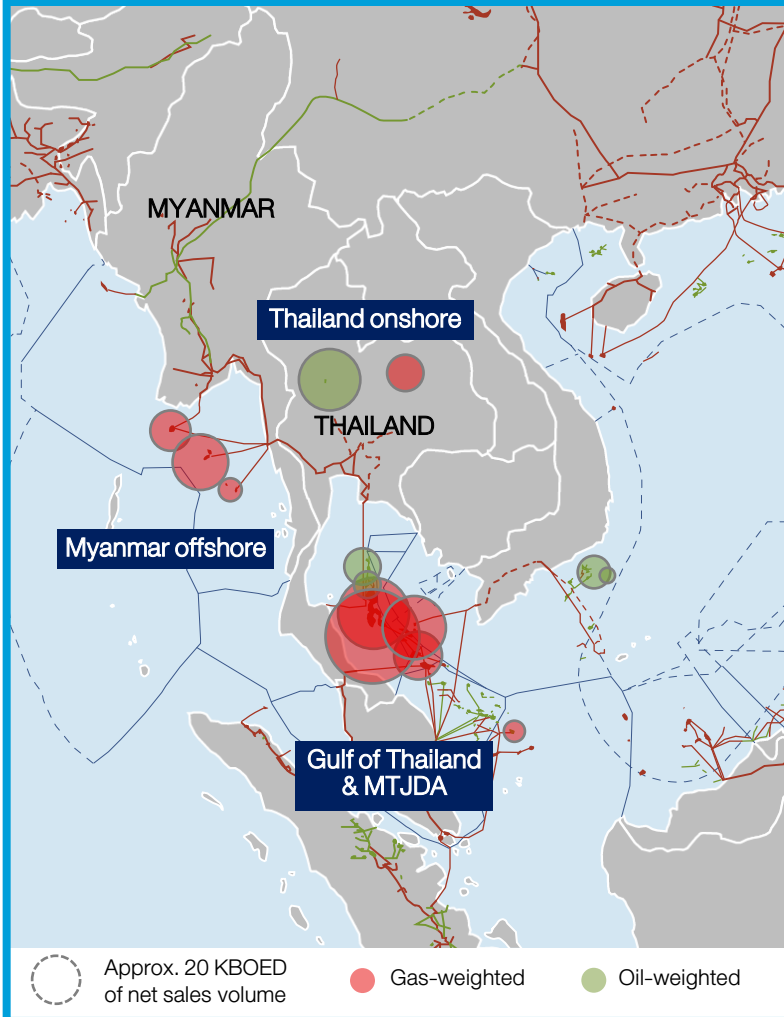 MYANMAR
Thailand onshore
THAILAND
Myanmar offshore
Gulf of Thailand
& MTJDA
Approx. 20 KBOED
of net sales volume
Gas-weighted
Oil-weighted